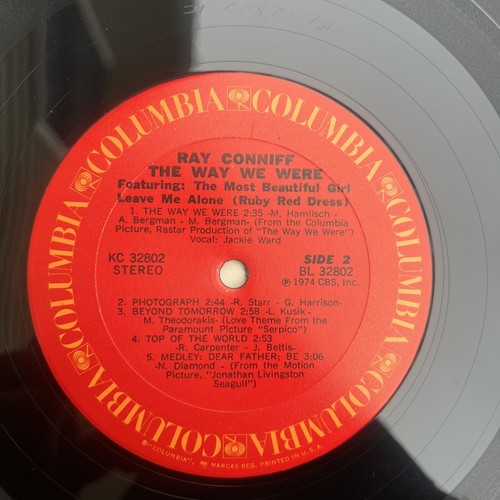 COLUMBIA COLUMBIA COLUMBIA COLUMBIA COLUMBIA COLUMBIA
RAY CONNIFF
THE WAY WE WERE
Featuring: The Most Beautiful Girl
Leave Me Alone (Ruby Red Dress)
1. THE WAY WE WERE 2:35 -M. Hamlisch -
A. Bergman - M. Bergman - (From the Columbia
Picture, Rastar Production of "The Way We Were")
Vocal: Jackie Ward
KC 32802
STEREO
SIDE 2
BL 32802
℗ 1974 CBS, Inc.
2. PHOTOGRAPH 2:44 -R. Starr - G. Harrison-
3. BEYOND TOMORROW 2:58 -L. Kusik -
M. Theodorakis- (Love Theme From the
Paramount Picture "Serpico")
4. TOP OF THE WORLD 2:53
-R. Carpenter - J. Bettis-
5. MEDLEY: DEAR FATHER; BE 3:06
-N. Diamond - (From the Motion
Picture, "Jonathan Livingston
Seagull")
®"COLUMBIA", MARCAS REG. PRINTED IN U.S.A.